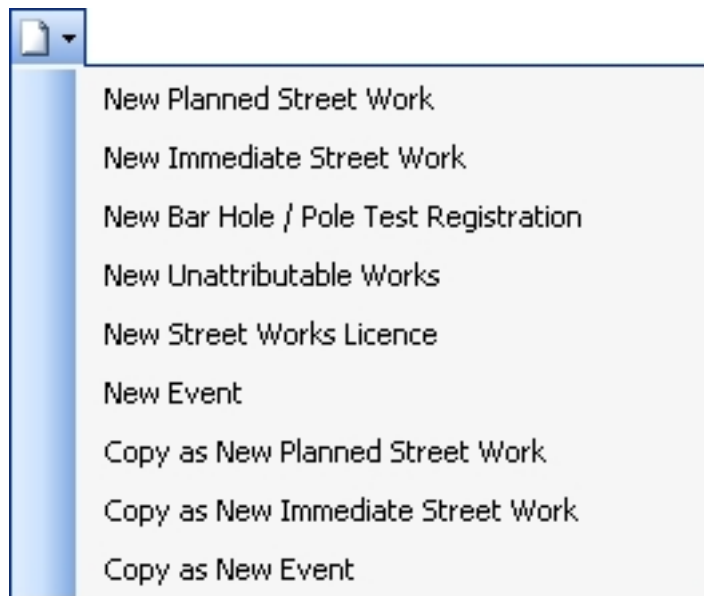 New Planned Street Work
New Immediate Street Work
New Bar Hole / Pole Test Registration
New Unattributable Works
New Street Works Licence
New Event
Copy as New Planned Street Work
Copy as New Immediate Street Work
Copy as New Event